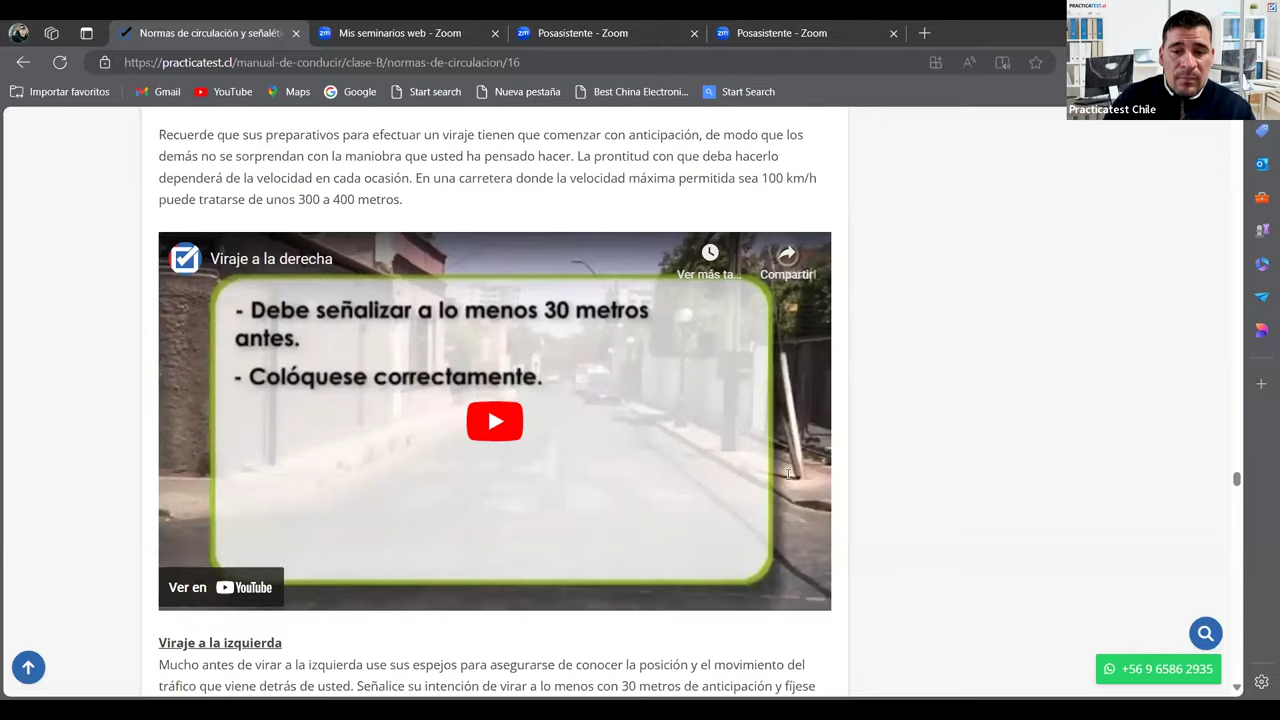 Normas de circulación y señaléti
Mis seminarios web - Zoom
Posasistente - Zoom
Posasistente - Zoom
https://practicatest.cl/manual-de-conducir/clase-B/normas-de-circulacion/16
Importar favoritos
Gmail
YouTube
Maps
Google
Start search
Nueva pestaña
Best China Electroni...
Start Search
PRACTICATEST.cl
Practicatest Chile
Recuerde que sus preparativos para efectuar un viraje tienen que comenzar con anticipación, de modo que los
demás no se sorprendan con la maniobra que usted ha pensado hacer. La prontitud con que deba hacerlo
dependerá de la velocidad en cada ocasión. En una carretera donde la velocidad máxima permitida sea 100 km/h
puede tratarse de unos 300 a 400 metros.
Viraje a la derecha
Ver más ta...
Compartir
- Debe señalizar a lo menos 30 metros
antes.
- Colóquese correctamente.
Ver en YouTube
Viraje a la izquierda
Mucho antes de virar a la izquierda use sus espejos para asegurarse de conocer la posición y el movimiento del
tráfico que viene detrás de usted. Señalice su intención de virar a lo menos con 30 metros de anticipación y fíjese
+56 9 6586 2935